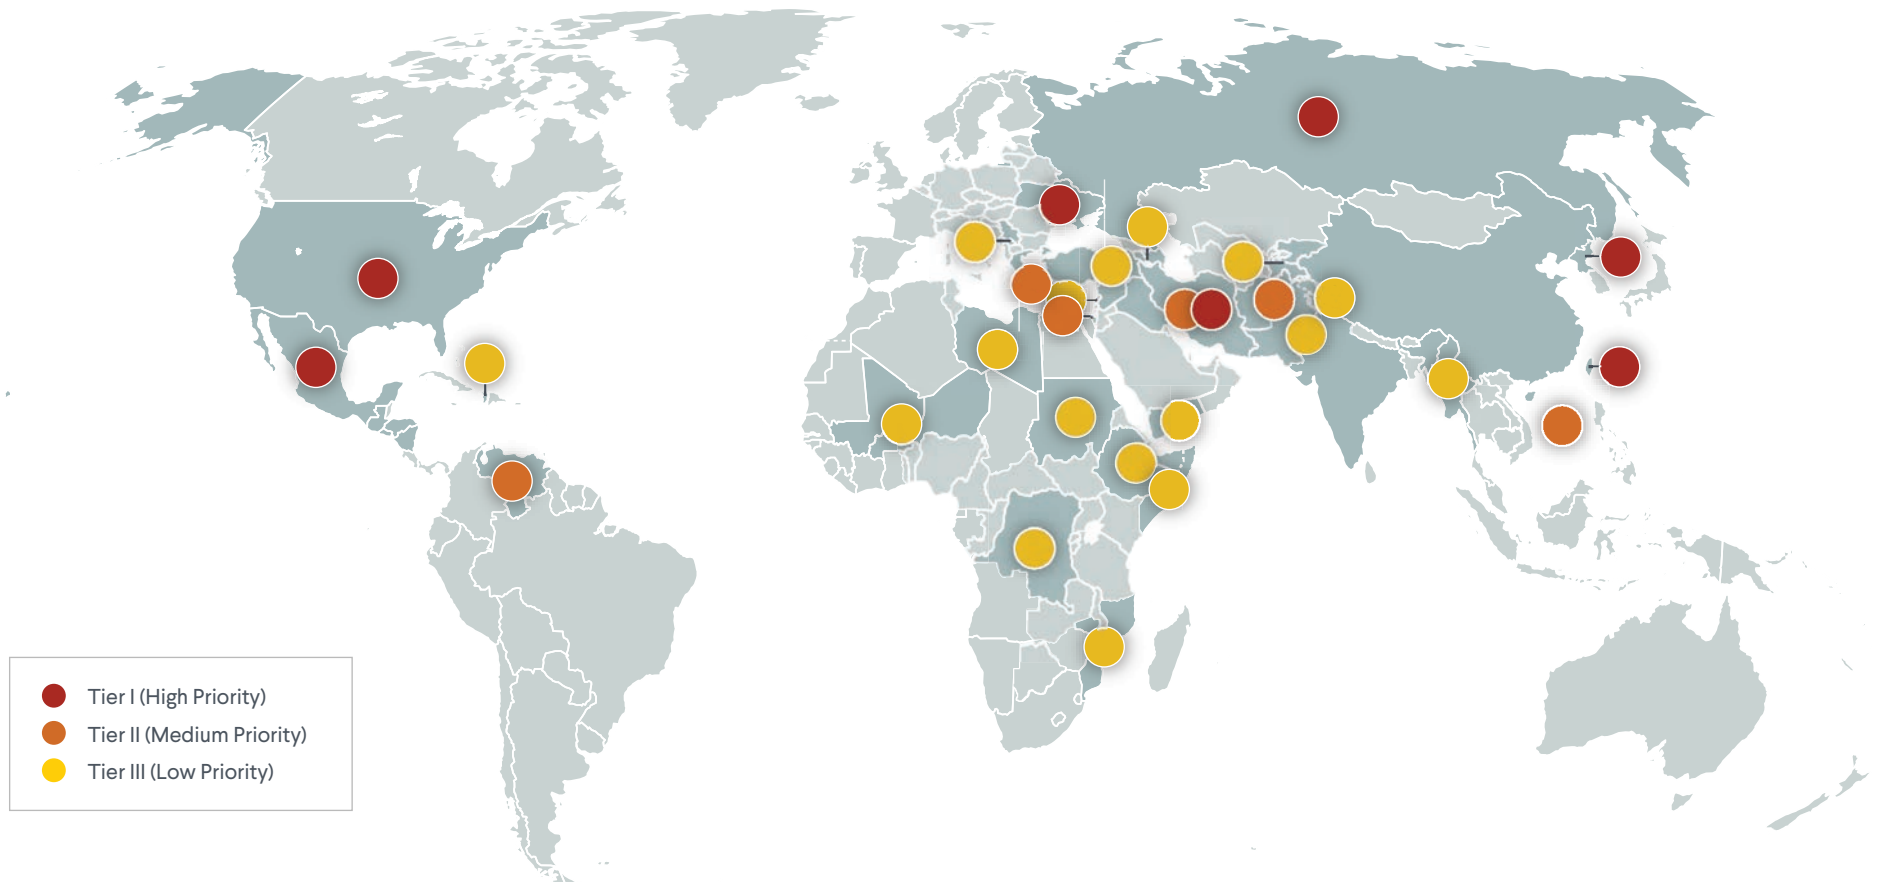 Tier I (High Priority)
Tier II (Medium Priority)
Tier III (Low Priority)